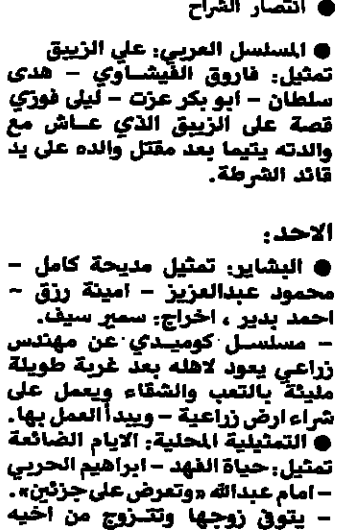 ● انتصار الشراح
● المسلسل العربي: علي الزيبق
تمثيل: فاروق الفيشاوي – هدى
سلطان – ابو بكر عزت – ليلى فوزي
قصة على الزيبق الذي عاش مع
والدته يتيما بعد مقتل والده على يد
قائد الشرطة.
الاحد:
● البشاير: تمثيل مديحة كامل –
محمود عبدالعزيز – امينة رزق ~
احمد بدير ، اخراج: سمير سيف.
– مسلسل كوميدي عن مهندس
زراعي يعود لاهله بعد غربة طويلة
مليئة بالتعب والشقاء ويعمل على
شراء ارض زراعية – ويبدأ العمل بها.
● التمثيلية المحلية: الايام الضائعة
تمثيل: حياة الفهد – ابراهيم الحربي
– امام عبدالله «وتعرض على جزئين».
– يتوفى زوجها وتتزوج من اخيه